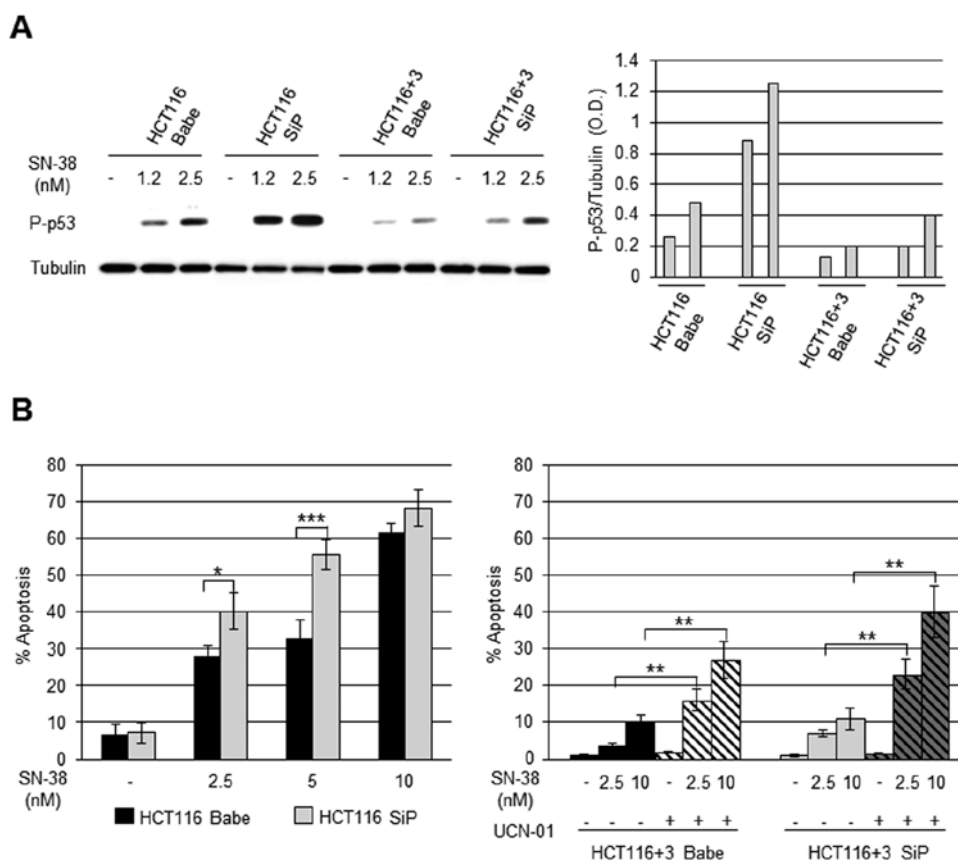 A
HCT116 Babe
HCT116 SiP
HCT116+3 Babe
HCT116+3 SiP
SN-38 (nM)
- 1.2 2.5 - 1.2 2.5 - 1.2 2.5 - 1.2 2.5
P-p53
Tubulin
P-p53/Tubulin (O.D.)
1.4
1.2
1
0.8
0.6
0.4
0.2
0
HCT116 Babe
HCT116 SiP
HCT116+3 Babe
HCT116+3 SiP
B
% Apoptosis
80
70
60
50
40
30
20
10
0
*
***
SN-38 (nM)
- 2.5 5 10
HCT116 Babe
HCT116 SiP
% Apoptosis
80
70
60
50
40
30
20
10
0
**
**
**
**
SN-38 (nM)
- 2.5 10 - 2.5 10 - 2.5 10 - 2.5 10
UCN-01
- - - + + + - - - + + +
HCT116+3 Babe
HCT116+3 SiP